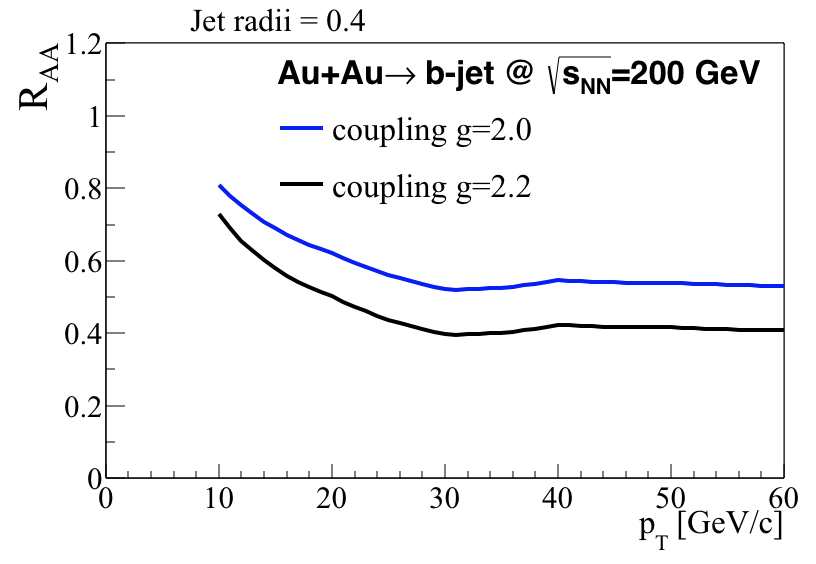 Jet radii = 0.4
R_AA
1.2
1
0.8
0.6
0.4
0.2
0
Au+Au→ b-jet @ √s_NN=200 GeV
coupling g=2.0
coupling g=2.2
0 10 20 30 40 50 60
p_T [GeV/c]